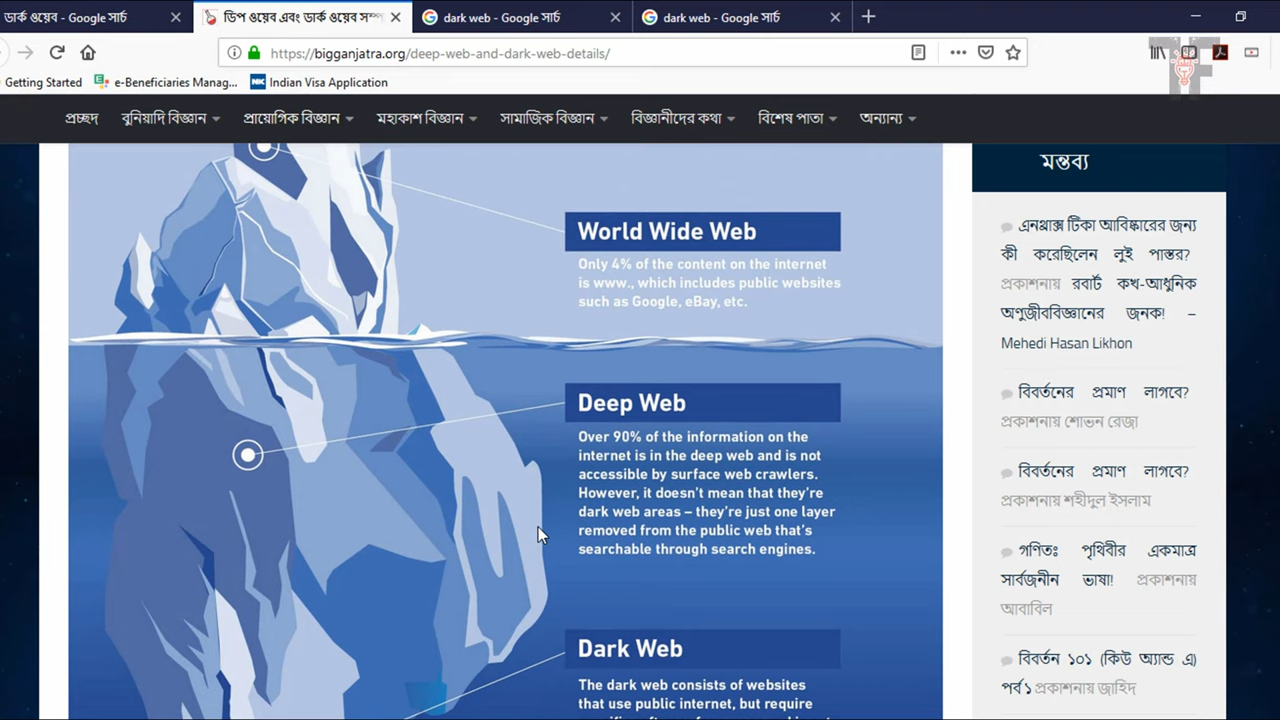 ডার্ক ওয়েব - Google সার্চ
ডিপ ওয়েব এবং ডার্ক ওয়েব সম্প
dark web - Google সার্চ
dark web - Google সার্চ
https://bigganjatra.org/deep-web-and-dark-web-details/
Getting Started
e-Beneficiaries Manag...
NK Indian Visa Application
প্রচ্ছদ
বুনিয়াদি বিজ্ঞান
প্রায়োগিক বিজ্ঞান
মহাকাশ বিজ্ঞান
সামাজিক বিজ্ঞান
বিজ্ঞানীদের কথা
বিশেষ পাতা
অন্যান্য
World Wide Web
Only 4% of the content on the internet
is www., which includes public websites
such as Google, eBay, etc.
Deep Web
Over 90% of the information on the
internet is in the deep web and is not
accessible by surface web crawlers.
However, it doesn't mean that they're
dark web areas – they're just one layer
removed from the public web that's
searchable through search engines.
Dark Web
The dark web consists of websites
that use public internet, but require
মন্তব্য
এনথ্রাক্স টিকা আবিষ্কারের জন্য
কী করেছিলেন লুই পাস্তর?
প্রকাশনায় রবার্ট কখ-আধুনিক
অণুজীববিজ্ঞানের জনক! –
Mehedi Hasan Likhon
বিবর্তনের প্রমাণ লাগবে?
প্রকাশনায় শোভন রেজা
বিবর্তনের প্রমাণ লাগবে?
প্রকাশনায় শহীদুল ইসলাম
গণিতঃ পৃথিবীর একমাত্র
সার্বজনীন ভাষা! প্রকাশনায়
আবাবিল
বিবর্তন ১০১ (কিউ অ্যান্ড এ)
পর্ব ১ প্রকাশনায় জাহিদ